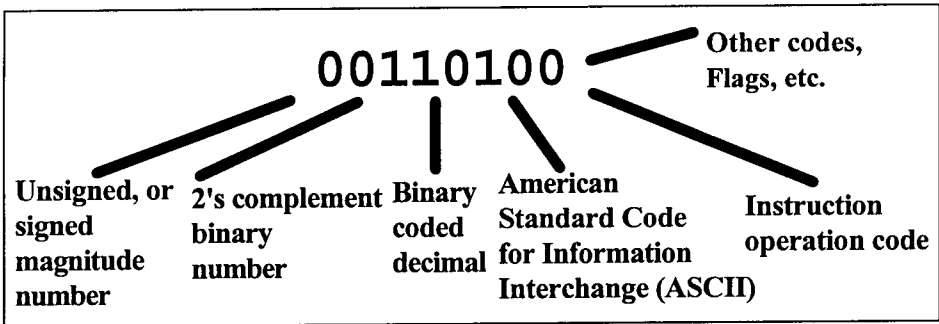 00110100
Other codes,
Flags, etc.
Unsigned, or
signed
magnitude
number
2's complement
binary
number
Binary
coded
decimal
American
Standard Code
for Information
Interchange (ASCII)
Instruction
operation code